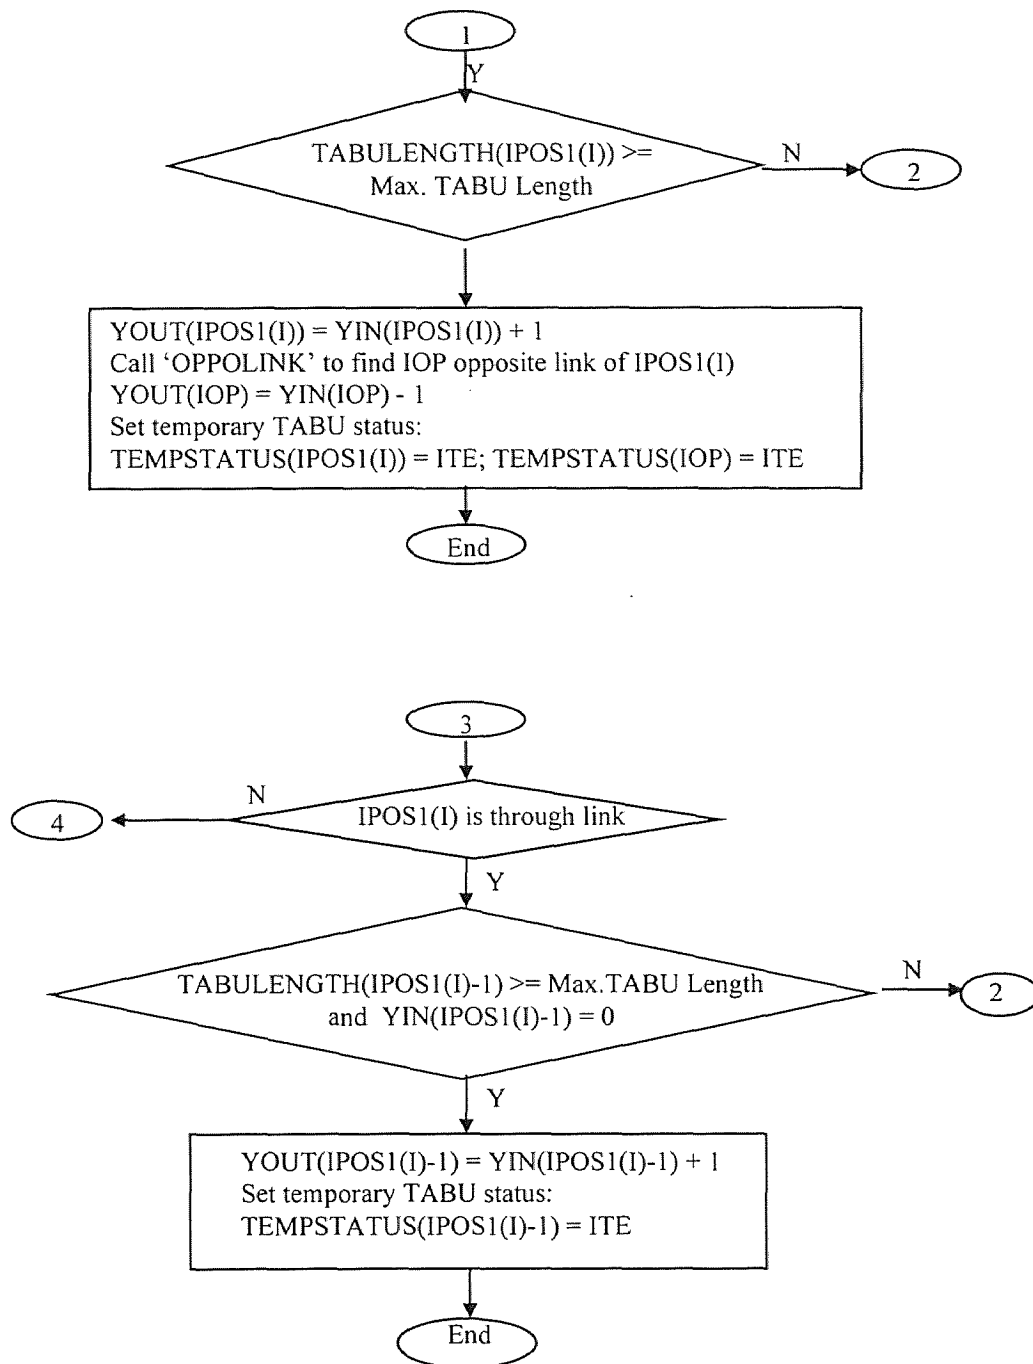 1
Y
TABULENGTH(IPOS1(I)) >=
Max. TABU Length
N
2
YOUT(IPOS1(I)) = YIN(IPOS1(I)) + 1
Call ‘OPPOLINK’ to find IOP opposite link of IPOS1(I)
YOUT(IOP) = YIN(IOP) - 1
Set temporary TABU status:
TEMPSTATUS(IPOS1(I)) = ITE; TEMPSTATUS(IOP) = ITE
End
3
N
IPOS1(I) is through link
4
Y
TABULENGTH(IPOS1(I)-1) >= Max.TABU Length
and YIN(IPOS1(I)-1) = 0
N
2
Y
YOUT(IPOS1(I)-1) = YIN(IPOS1(I)-1) + 1
Set temporary TABU status:
TEMPSTATUS(IPOS1(I)-1) = ITE
End